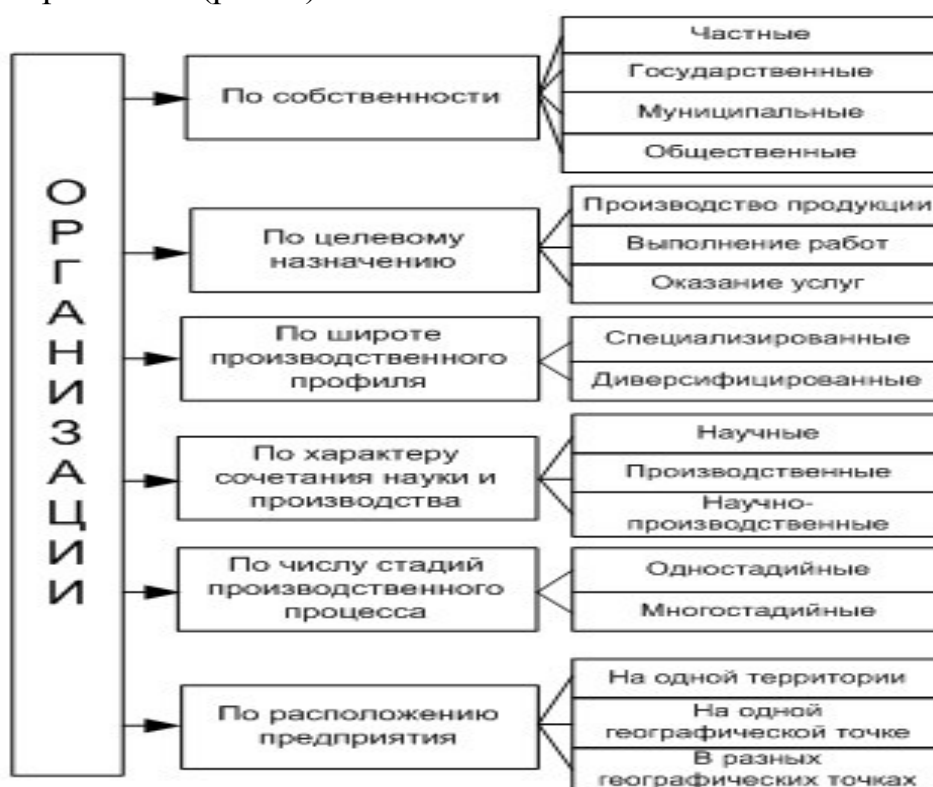 ОРГАНИЗАЦИИ
По собственности
Частные
Государственные
Муниципальные
Общественные
По целевому
назначению
Производство продукции
Выполнение работ
Оказание услуг
По широте
производственного
профиля
Специализированные
Диверсифицированные
По характеру
сочетания науки и
производства
Научные
Производственные
Научно-
производственные
По числу стадий
производственного
процесса
Одностадийные
Многостадийные
По расположению
предприятия
На одной территории
На одной
географической точке
В разных
географических точках